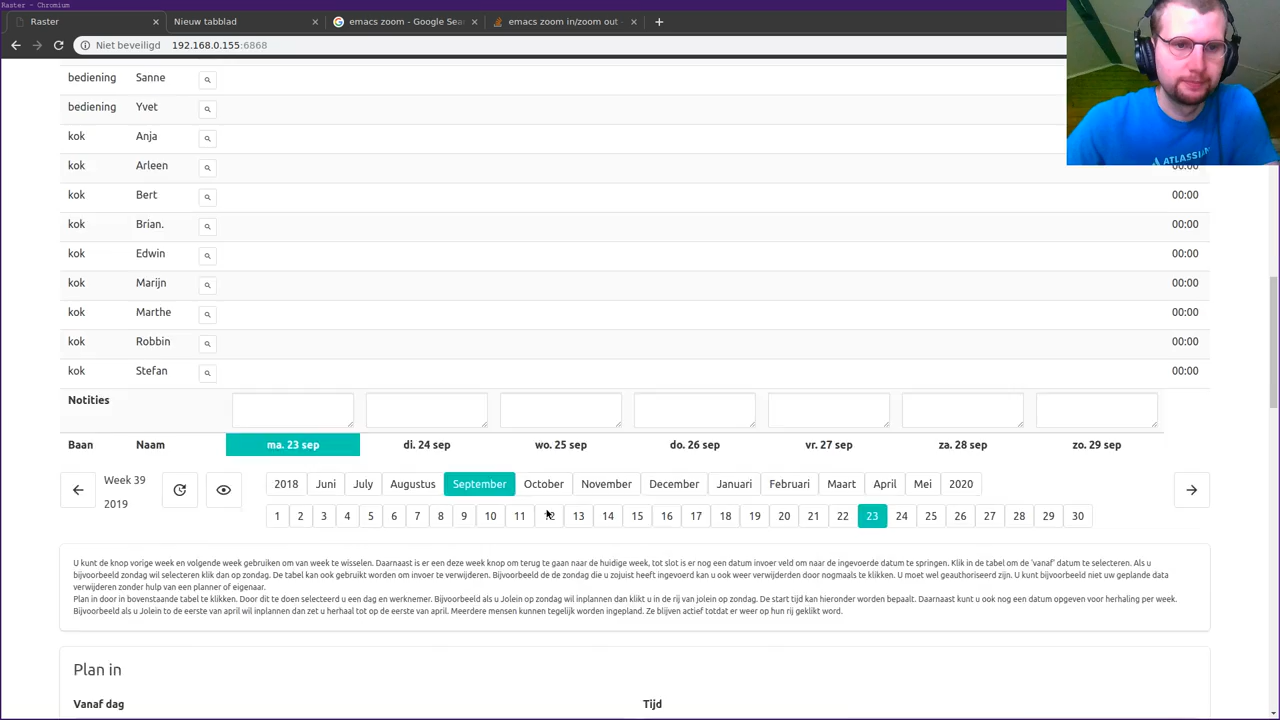 Raster - Chromium
Raster × Nieuw tabblad × emacs zoom - Google Sea × emacs zoom in/zoom out - × +
Niet beveiligd 192.168.0.155:6868
bediening Sanne
bediening Yvet
kok Anja
ATLASSIAN
kok Arleen 00:00
kok Bert 00:00
kok Brian. 00:00
kok Edwin 00:00
kok Marijn 00:00
kok Marthe 00:00
kok Robbin 00:00
kok Stefan 00:00
Notities
Baan Naam ma. 23 sep di. 24 sep wo. 25 sep do. 26 sep vr. 27 sep za. 28 sep zo. 29 sep
Week 39 2018 Juni July Augustus September October November December Januari Februari Maart April Mei 2020
2019 1 2 3 4 5 6 7 8 9 10 11 12 13 14 15 16 17 18 19 20 21 22 23 24 25 26 27 28 29 30
U kunt de knop vorige week en volgende week gebruiken om van week te wisselen. Daarnaast is er een deze week knop om terug te gaan naar de huidige week, tot slot is er nog een datum invoer veld om naar de ingevoerde datum te springen. Klik in de tabel om de 'vanaf' datum te selecteren. Als u
bijvoorbeeld zondag wil selecteren klik dan op zondag. De tabel kan ook gebruikt worden om invoer te verwijderen. Bijvoorbeeld de de zondag die u zojuist heeft ingevoerd kan u ook weer verwijderden door nogmaals te klikken. U moet wel geauthoriseerd zijn. U kunt bijvoorbeeld niet uw geplande data
verwijderen zonder hulp van een planner of eigenaar.
Plan in door in bovenstaande tabel te klikken. Door dit te doen selecteerd u een dag en werknemer. Bijvoorbeeld als u Jolein op zondag wil inplannen dan klikt u in de rij van jolein op zondag. De start tijd kan hieronder worden bepaalt. Daarnaast kunt u ook nog een datum opgeven voor herhaling per week.
Bijvoorbeeld als u Jolein to de eerste van april wil inplannen dan zet u herhaal tot op de eerste van april. Meerdere mensen kunnen tegelijk worden ingepland. Ze blijven actief totdat er weer op hun rij geklikt word.
Plan in
Vanaf dag Tijd